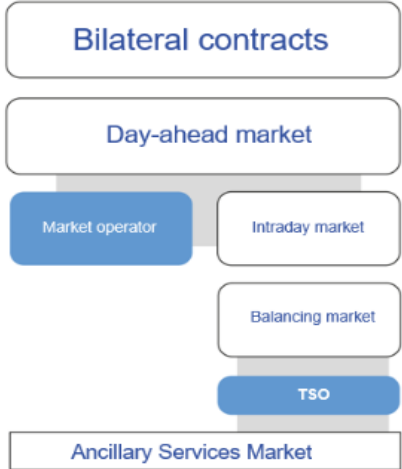 Bilateral contracts
Day-ahead market
Market operator
Intraday market
Balancing market
TSO
Ancillary Services Market